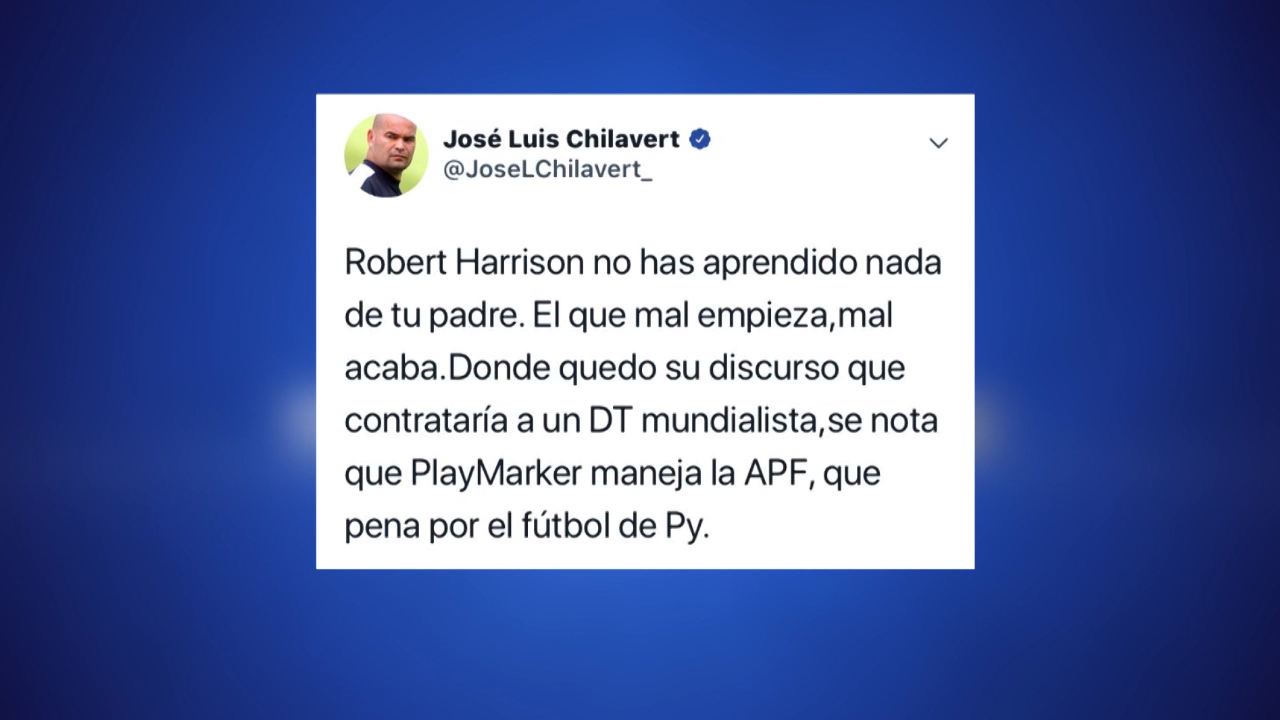 José Luis Chilavert
@JoseLChilavert_
Robert Harrison no has aprendido nada
de tu padre. El que mal empieza,mal
acaba.Donde quedo su discurso que
contrataría a un DT mundialista,se nota
que PlayMarker maneja la APF, que
pena por el fútbol de Py.